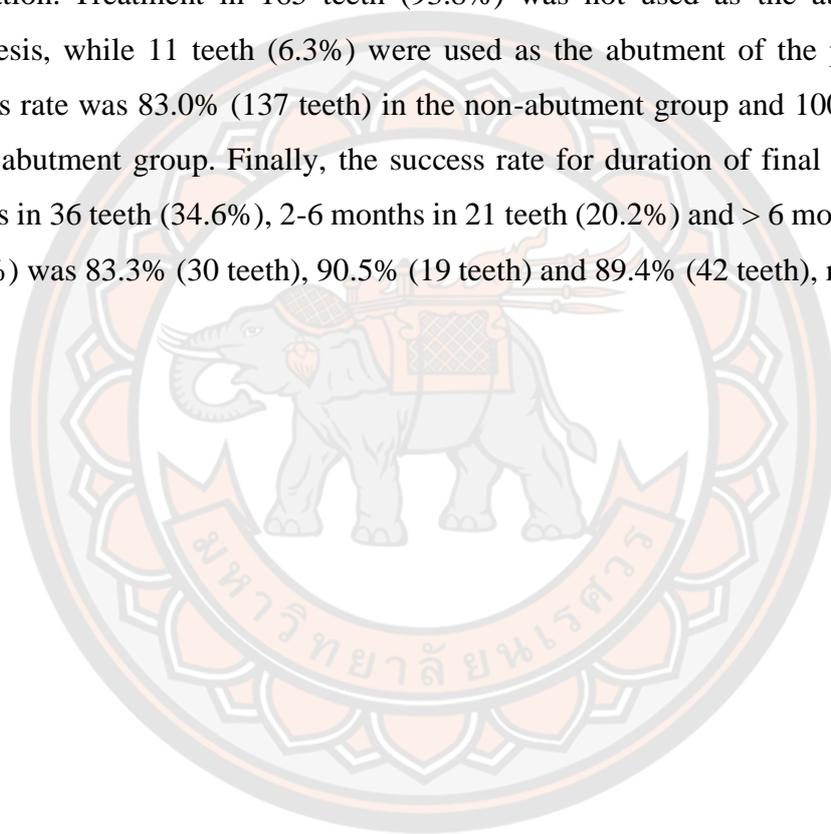 Treatment in 165 teeth (93.8%) was not used as the
while 11 teeth (6.3%) were used as the abutment of the
rate was 83.0% (137 teeth) in the non-abutment group and
abutment group. Finally, the success rate for duration of final
in 36 teeth (34.6%), 2-6 months in 21 teeth (20.2%) and > 6
was 83.3% (30 teeth), 90.5% (19 teeth) and 89.4% (42 teeth),
มหาวิทยาลัยนเรศวร